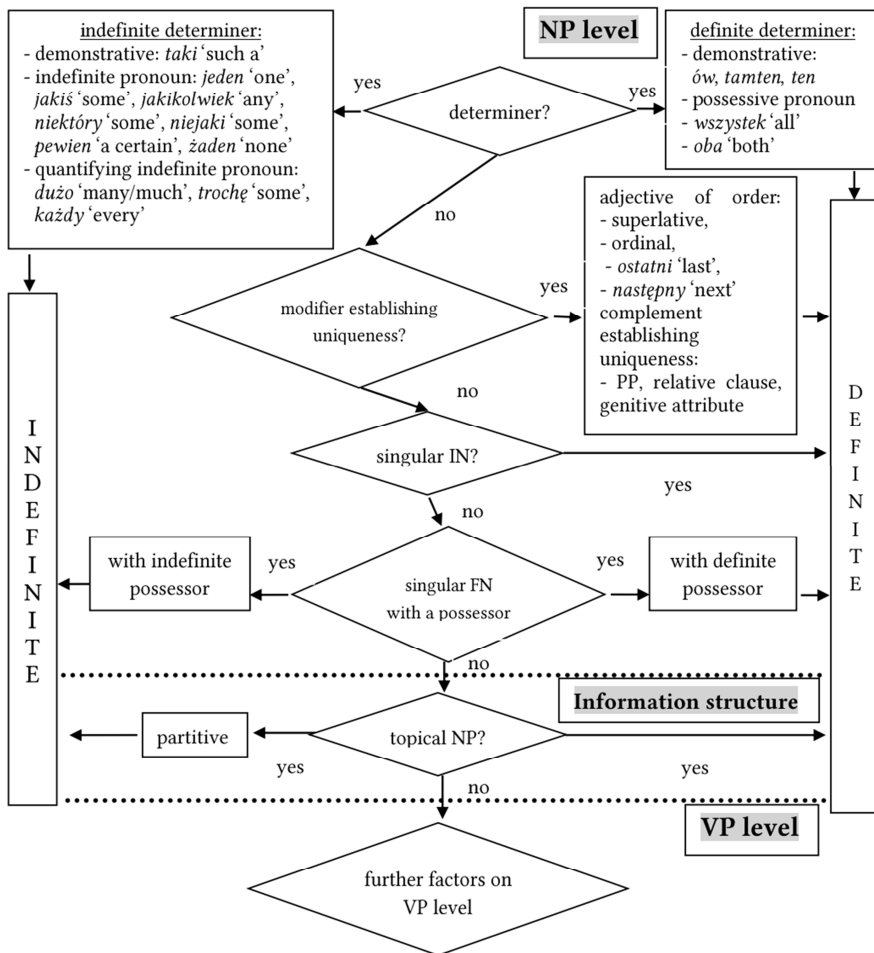 indefinite determiner:
- demonstrative: taki ‘such a’
- indefinite pronoun: jeden ‘one’,
jakiś ‘some’, jakikolwiek ‘any’,
niektóry ‘some’, niejaki ‘some’,
pewien ‘a certain’, żaden ‘none’
- quantifying indefinite pronoun:
dużo ‘many/much’, trochę ‘some’,
każdy ‘every’
NP level
definite determiner:
- demonstrative:
ów, tamten, ten
- possessive pronoun
- wszystek ‘all’
- oba ‘both’
yes
determiner?
yes
no
adjective of order:
- superlative,
- ordinal,
- ostatni ‘last’,
- następny ‘next’
complement
establishing
uniqueness:
- PP, relative clause,
genitive attribute
modifier establishing
uniqueness?
yes
no
INDEFINITE
DEFINITE
singular IN?
yes
no
with indefinite
possessor
yes
singular FN
with a possessor
yes
with definite
possessor
no
Information structure
partitive
topical NP?
yes
yes
no
VP level
further factors on
VP level